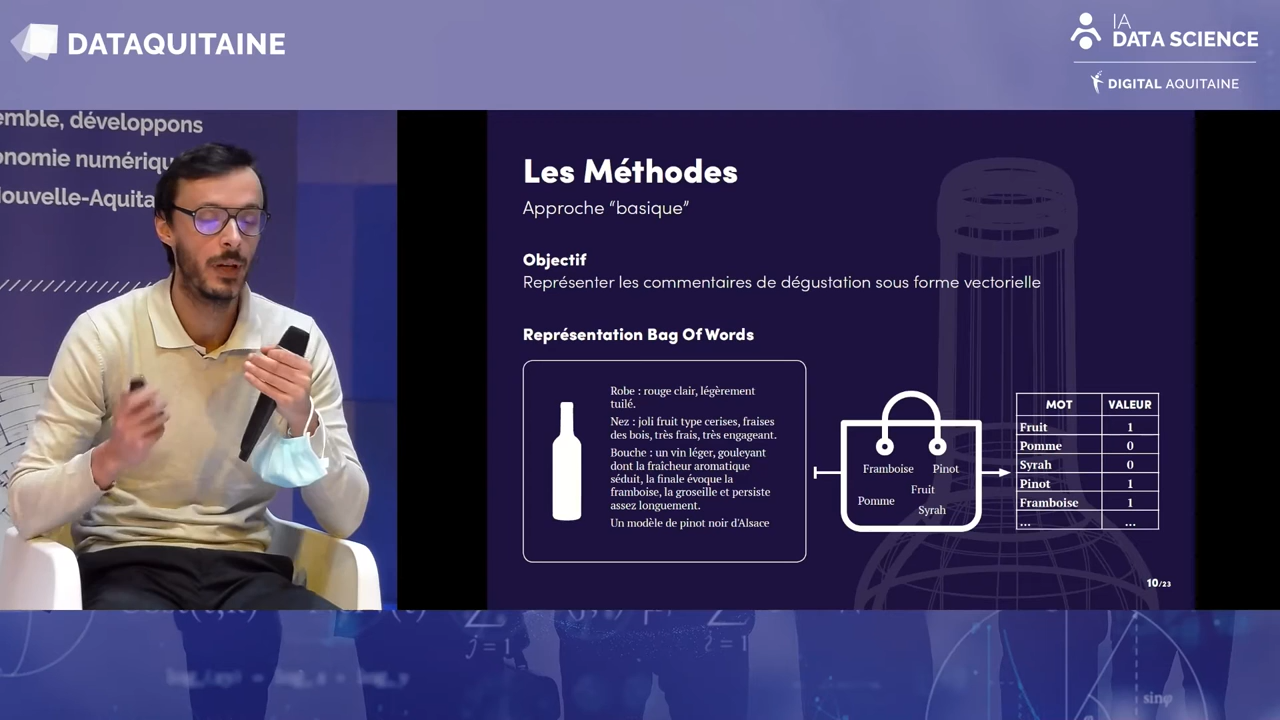 DATAQUITAINE
IA
DATA SCIENCE
DIGITAL AQUITAINE
emble, développons
onomie numériqu
Nouvelle-Aquita
Les Méthodes
Approche “basique”
Objectif
Représenter les commentaires de dégustation sous forme vectorielle
Représentation Bag Of Words
Robe : rouge clair, légèrement
tuilé.
Nez : joli fruit type cerises, fraises
des bois, très frais, très engageant.
Bouche : un vin léger, gouleyant
dont la fraîcheur aromatique
séduit, la finale évoque la
framboise, la groseille et persiste
assez longuement.
Un modèle de pinot noir d'Alsace
Framboise Pinot
Fruit
Pomme
Syrah
MOT VALEUR
Fruit 1
Pomme 0
Syrah 0
Pinot 1
Framboise 1
... ...
10/23
j=1
j=1
sinφ